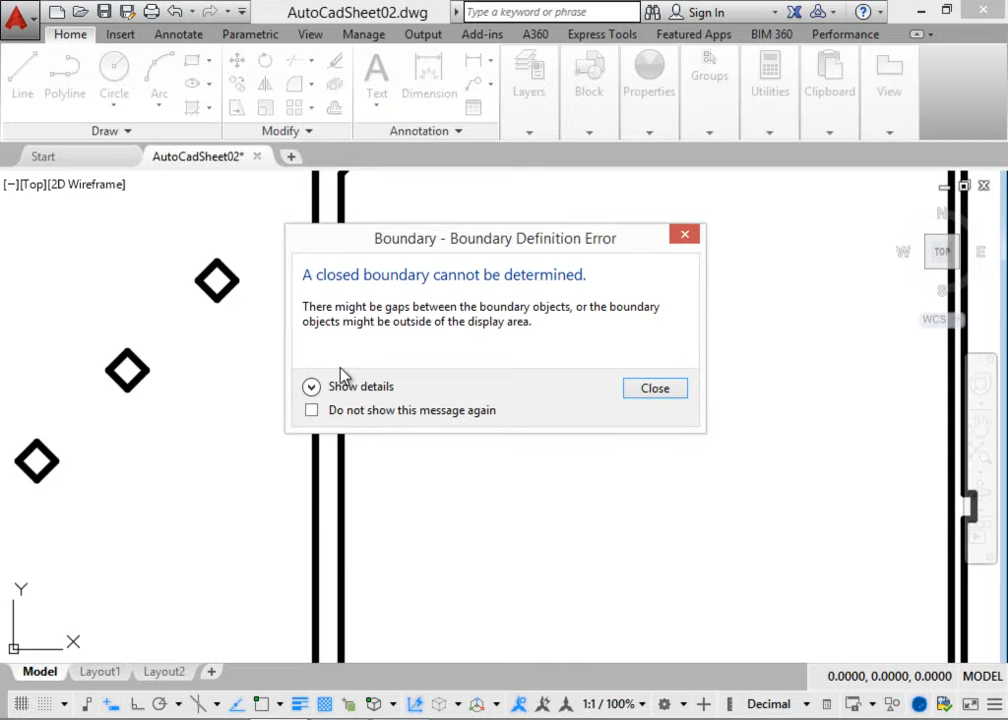 AutoCadSheet02.dwg
Type a keyword or phrase
Sign In
Home Insert Annotate Parametric View Manage Output Add-ins A360 Express Tools Featured Apps BIM 360 Performance
Line Polyline Circle Arc Text Dimension Layers Block Properties Groups Utilities Clipboard View
Draw Modify Annotation
Start AutoCadSheet02*
[−][Top][2D Wireframe]
N
W TOP E
S
WCS
Boundary - Boundary Definition Error
A closed boundary cannot be determined.
There might be gaps between the boundary objects, or the boundary
objects might be outside of the display area.
Show details
Close
Do not show this message again
Y
X
Model Layout1 Layout2
0.0000, 0.0000, 0.0000 MODEL
1:1 / 100% Decimal